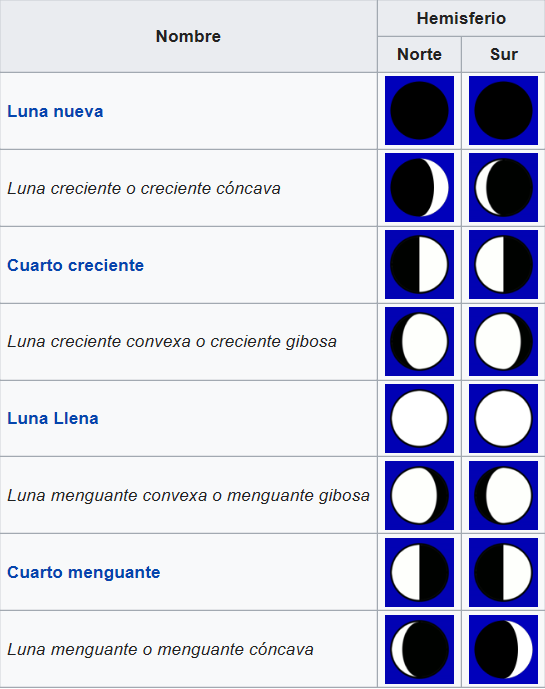 Nombre
Hemisferio
Norte
Sur
Luna nueva
Luna creciente o creciente cóncava
Cuarto creciente
Luna creciente convexa o creciente gibosa
Luna Llena
Luna menguante convexa o menguante gibosa
Cuarto menguante
Luna menguante o menguante cóncava